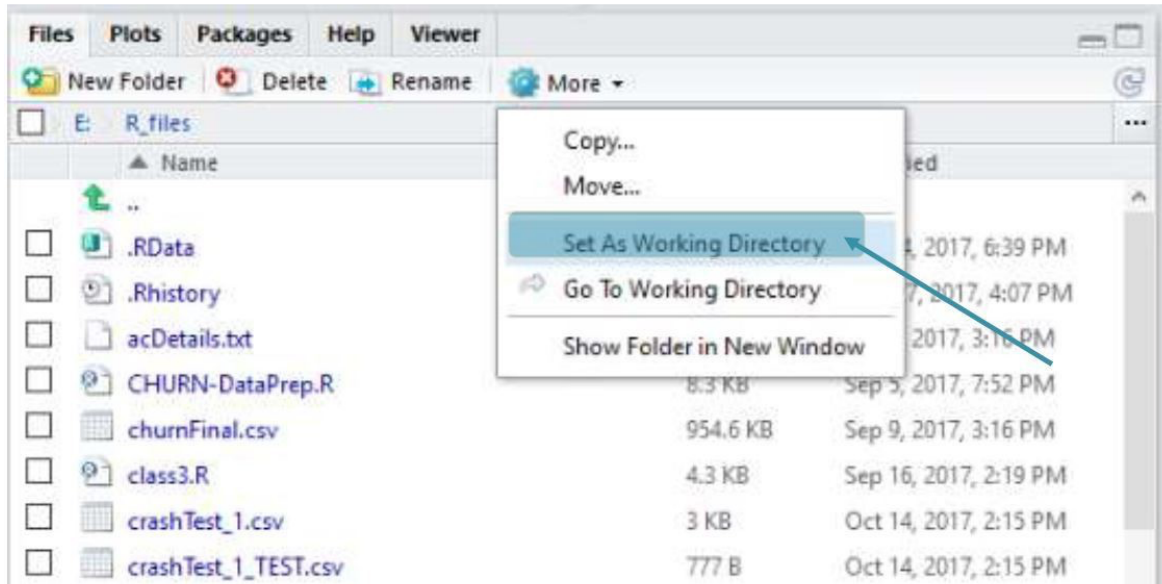 Files Plots Packages Help Viewer
New Folder Delete Rename More
E: R_files
Name
Copy...
Move...
Set As Working Directory
Go To Working Directory
Show Folder in New Window
..
.RData , 2017, 6:39 PM
.Rhistory 7, 2017, 4:07 PM
acDetails.txt 2017, 3:16 PM
CHURN-DataPrep.R 8.3 KB Sep 5, 2017, 7:52 PM
churnFinal.csv 954.6 KB Sep 9, 2017, 3:16 PM
class3.R 4.3 KB Sep 16, 2017, 2:19 PM
crashTest_1.csv 3 KB Oct 14, 2017, 2:15 PM
crashTest_1_TEST.csv 777 B Oct 14, 2017, 2:15 PM